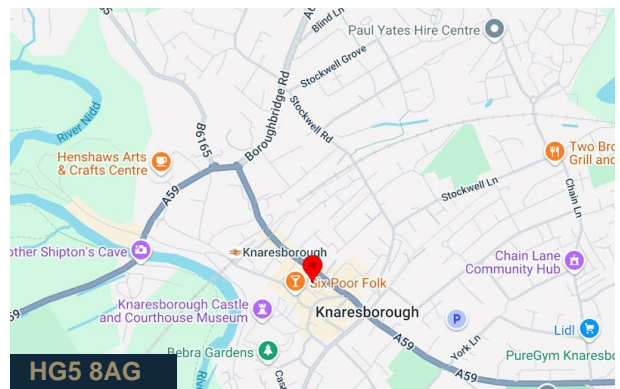 Blind Ln
Paul Yates Hire Centre
Stockwell Grove
Boroughbridge Rd
Stockwell Rd
River Nidd
B6165
Henshaws Arts
& Crafts Centre
Two Bro
Grill and
A59
Stockwell Ln
Chain Ln
other Shipton's Cave
Knaresborough
Chain Lane
Community Hub
Six Poor Folk
59
Knaresborough Castle
and Courthouse Museum
Knaresborough
P
Lidl
A59
York Ln
Bebra Gardens
PureGym Knaresbo
A59
HG5 8AG